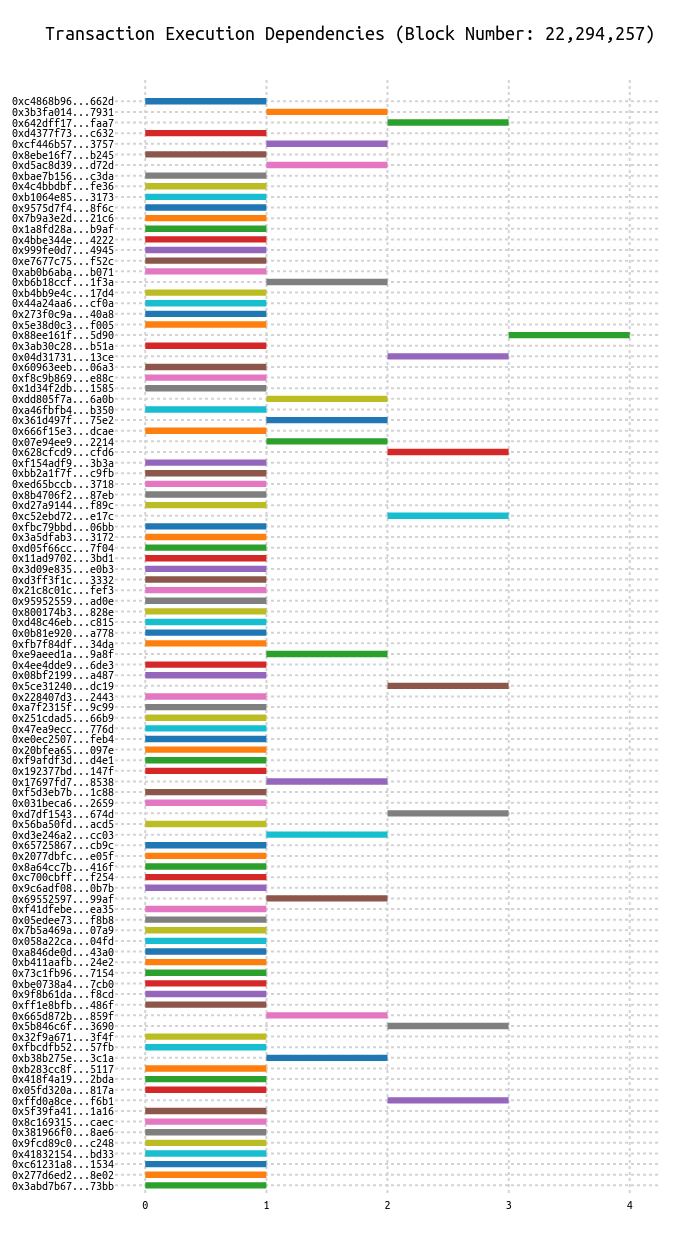 Transaction Execution Dependencies (Block Number: 22,294,257)
0xc4868b96...662d
0x3b3fa014...7931
0x642dff17...faa7
0xd4377f73...c632
0xcf446b57...3757
0x8ebe16f7...b245
0xd5ac8d39...d72d
0xbae7b156...c3da
0x4c4bbdbf...fe36
0xb1064e85...3173
0x9575d7f4...8f6c
0x7b9a3e2d...21c6
0x1a8fd28a...b9af
0x4bbe344e...4222
0x999fe0d7...4945
0xe7677c75...f52c
0xab0b6aba...b071
0xb6b18ccf...1f3a
0xb4bb9e4c...17d4
0x44a24aa6...cf0a
0x273f0c9a...40a8
0x5e38d0c3...f005
0x88ee161f...5d90
0x3ab30c28...b51a
0x04d31731...13ce
0x60963eeb...06a3
0xf8c9b869...e88c
0x1d34f2db...1585
0xdd805f7a...6a0b
0xa46fbfb4...b350
0x361d497f...75e2
0x666f15e3...dcae
0x07e94ee9...2214
0x628cfcd9...cfd6
0xf154adf9...3b3a
0xbb2a1f7f...c9fb
0xed65bccb...3718
0x8b4706f2...87eb
0xd27a9144...f89c
0xc52ebd72...e17c
0xfbc79bbd...06bb
0x3a5dfab3...3172
0xd05f66cc...7f04
0x11ad9702...3bd1
0x3d09e835...e0b3
0xd3ff3f1c...3332
0x21c8c01c...fef3
0x95952559...ad0e
0x800174b3...828e
0xd48c46eb...c815
0x0b81e920...a778
0xfb7f84df...34da
0xe9aeed1a...9a8f
0x4ee4dde9...6de3
0x08bf2199...a487
0x5ce31240...dc19
0x228407d3...2443
0xa7f2315f...9c99
0x251cdad5...66b9
0x47ea9ecc...776d
0xe0ec2507...feb4
0x20bfea65...097e
0xf9afdf3d...d4e1
0x192377bd...147f
0x17697fd7...8538
0xf5d3eb7b...1c88
0x031beca6...2659
0xd7df1543...674d
0x56ba50fd...acd5
0xd3e246a2...cc03
0x65725867...cb9c
0x2077dbfc...e05f
0x8a64cc7b...416f
0xc700cbff...f254
0x9c6adf08...0b7b
0x69552597...99af
0xf41dfebe...ea35
0x05edee73...f8b8
0x7b5a469a...07a9
0x058a22ca...04fd
0xa846de0d...43a0
0xb411aafb...24e2
0x73c1fb96...7154
0xbe0738a4...7cb0
0x9f8b61da...f8cd
0xff1e8bfb...486f
0x665d872b...859f
0x5b846c6f...3690
0x32f9a671...3f4f
0xfbcdfb52...57fb
0xb38b275e...3c1a
0xb283cc8f...5117
0x418f4a19...2bda
0x05fd320a...817a
0xffd0a8ce...f6b1
0x5f39fa41...1a16
0x8c169315...caec
0x381966f0...8ae6
0x9fcd89c0...c248
0x41832154...bd33
0xc61231a8...1534
0x277d6ed2...8e02
0x3abd7b67...73bb
0 1 2 3 4